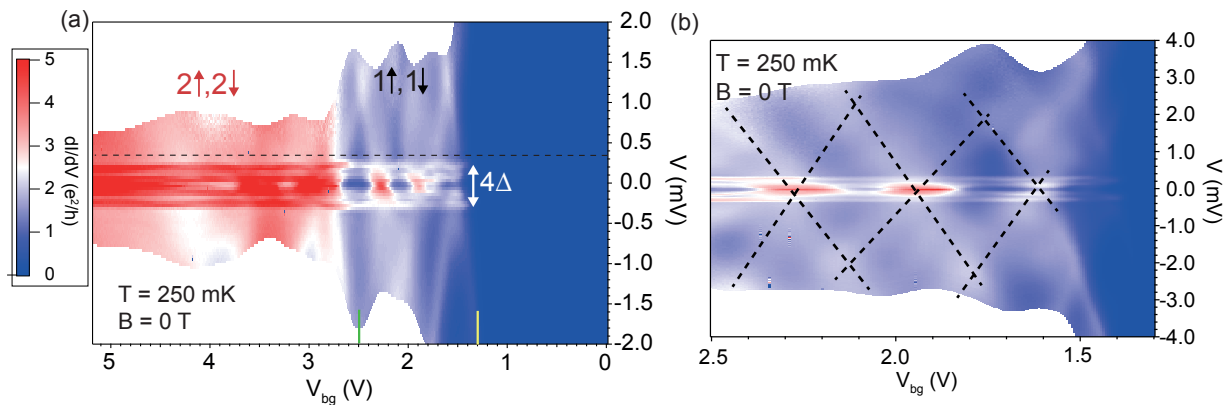 (a)
5
4
3
2
1
0
dI/dV (e²/h)
2↑,2↓
1↑,1↓
4Δ
T = 250 mK
B = 0 T
2.0
1.5
1.0
0.5
0.0
-0.5
-1.0
-1.5
-2.0
V (mV)
5 4 3 2 1 0
Vbg (V)
(b)
T = 250 mK
B = 0 T
4.0
3.0
2.0
1.0
0.0
-1.0
-2.0
-3.0
-4.0
V (mV)
2.5 2.0 1.5
Vbg (V)